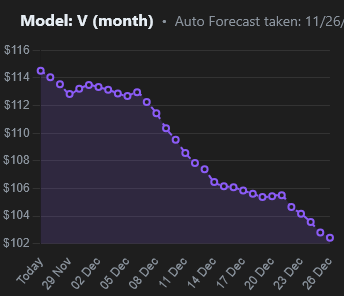 Model: V (month) • Auto Forecast taken: 11/26/
$116
$114
$112
$110
$108
$106
$104
$102
Today
29 Nov
02 Dec
05 Dec
08 Dec
11 Dec
14 Dec
17 Dec
20 Dec
23 Dec
26 Dec